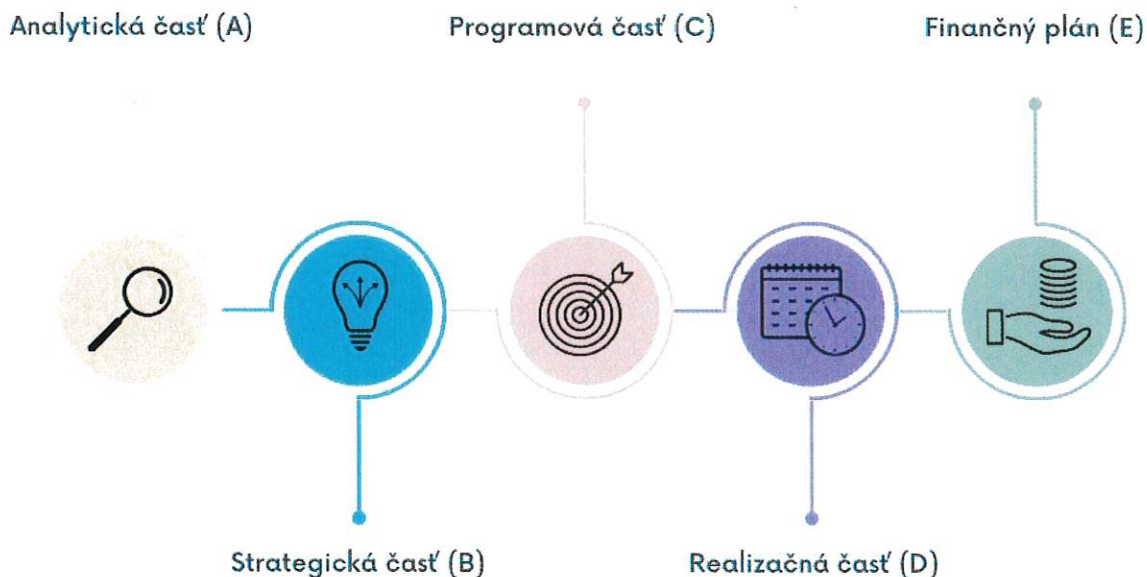 Analytická časť (A)
Programová časť (C)
Finančný plán (E)
Strategická časť (B)
Realizačná časť (D)